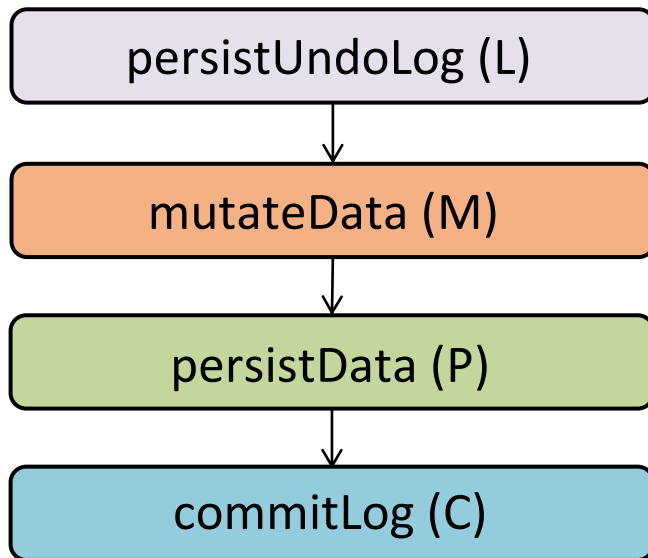 persistUndoLog (L)
mutateData (M)
persistData (P)
commitLog (C)